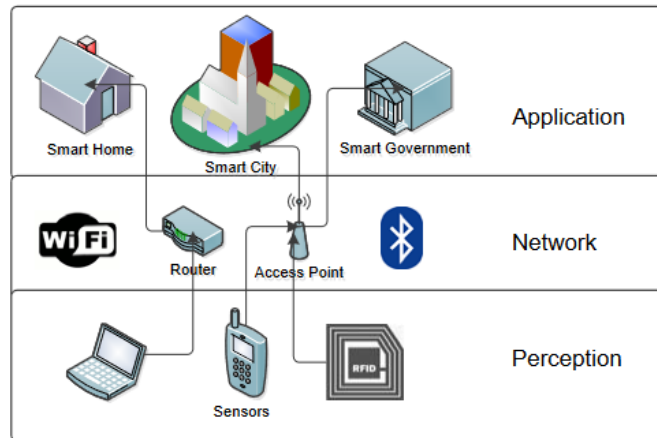 Smart Home
Smart City
Smart Government
Application
WiFi
Router
Access Point
Network
Sensors
RFID
Perception